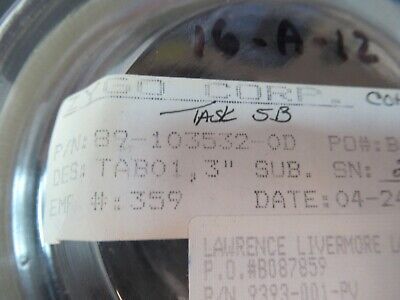 16-A-12
ZYGO CORP.
TASK 5B
P/N: 89-103532-0D PO#: B
DES: TAB01, 3" SUB. SN:
EMP #: 359 DATE: 04-24
LAWRENCE LIVERMORE
P.O.#B087859
P/N 9393-001-PV